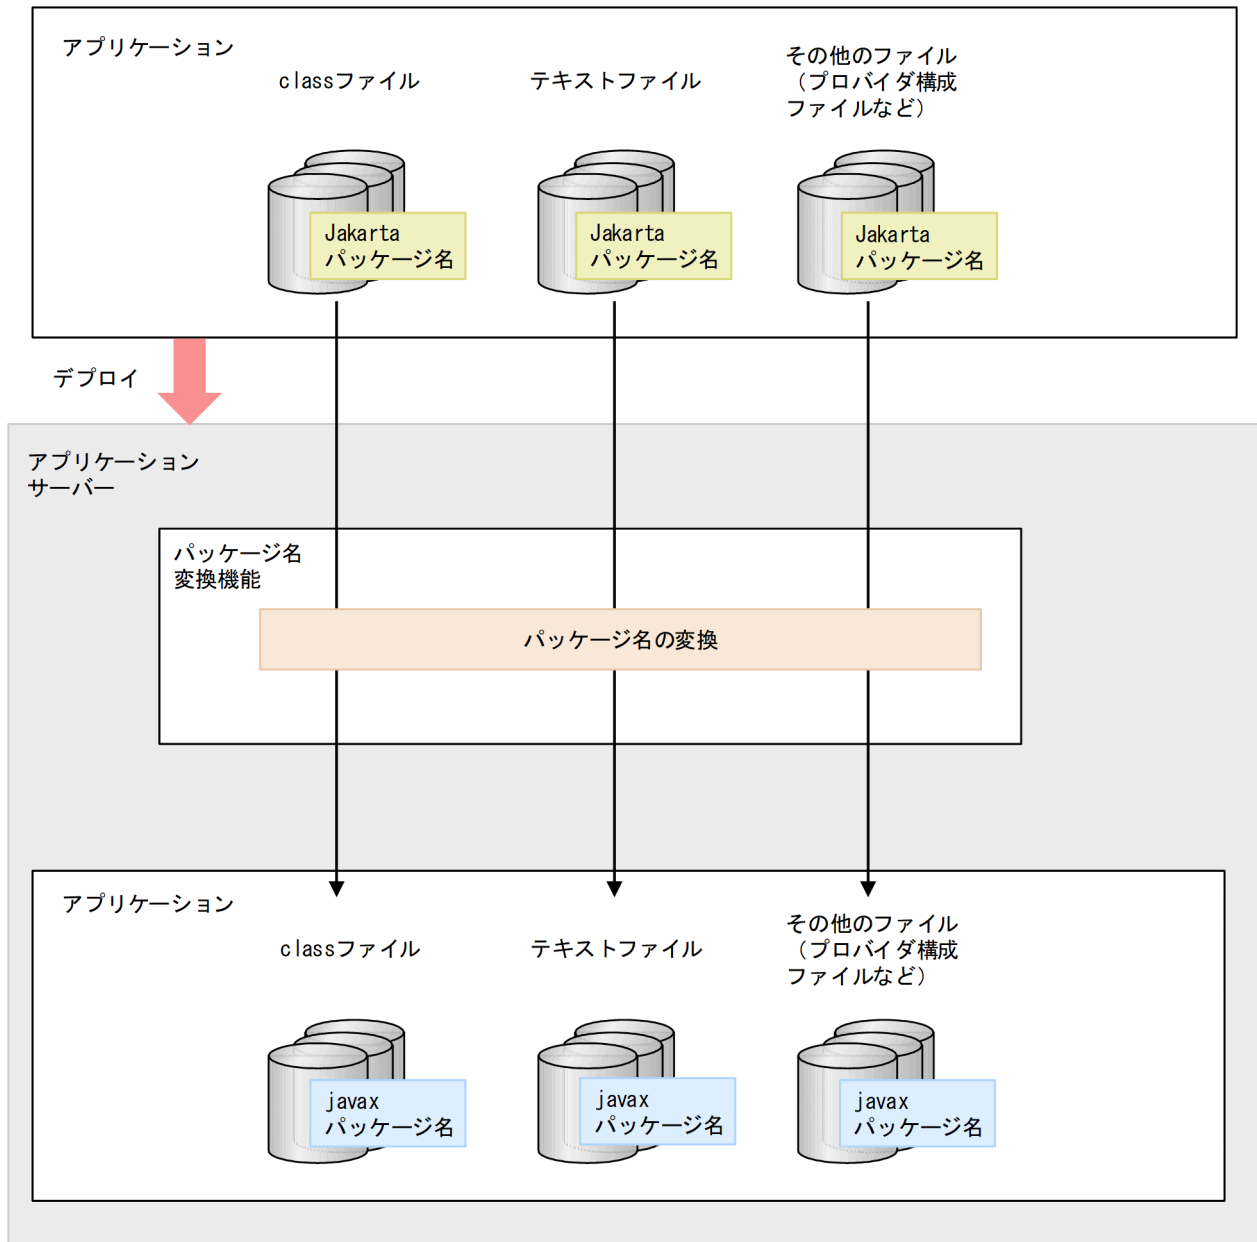 アプリケーション
classファイル
テキストファイル
その他のファイル
（プロバイダ構成
ファイルなど）
Jakarta
パッケージ名
Jakarta
パッケージ名
Jakarta
パッケージ名
デプロイ
アプリケーション
サーバー
パッケージ名
変換機能
パッケージ名の変換
アプリケーション
classファイル
テキストファイル
その他のファイル
（プロバイダ構成
ファイルなど）
javax
パッケージ名
javax
パッケージ名
javax
パッケージ名